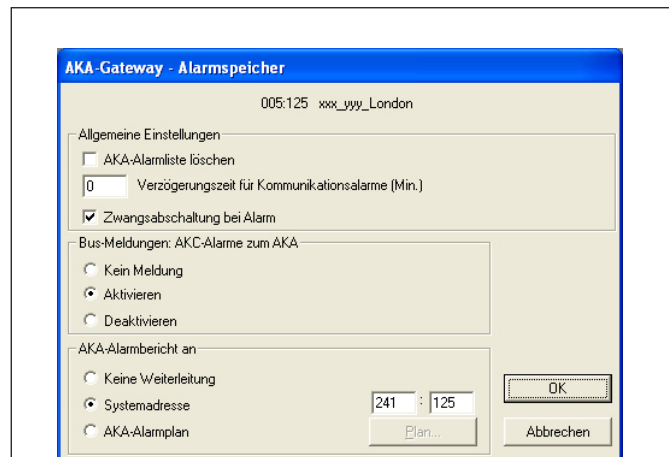 AKA-Gateway - Alarmspeicher
005:125 xxx_yyy_London
Allgemeine Einstellungen
AKA-Alarmliste löschen
0 Verzögerungszeit für Kommunikationsalarme (Min.)
Zwangsabschaltung bei Alarm
Bus-Meldungen: AKC-Alarme zum AKA
Kein Meldung
Aktivieren
Deaktivieren
AKA-Alarmbericht an
Keine Weiterleitung
Systemadresse 241 : 125
OK
AKA-Alarmplan Plan...
Abbrechen